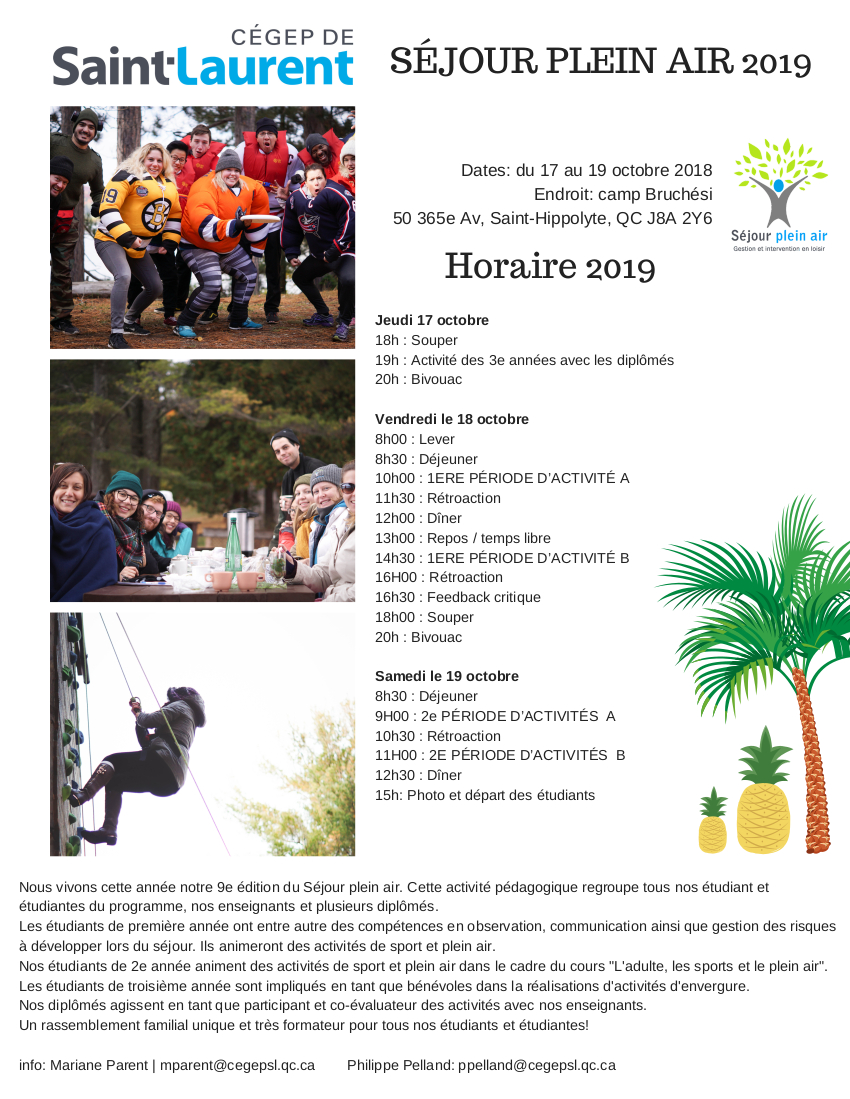 CÉGEP DE
Saint-Laurent
SÉJOUR PLEIN AIR 2019
Dates: du 17 au 19 octobre 2018
Endroit: camp Bruchési
50 365e Av, Saint-Hippolyte, QC J8A 2Y6
Séjour plein air
Gestion et intervention en loisir
Horaire 2019
Jeudi 17 octobre
18h : Souper
19h : Activité des 3e années avec les diplômés
20h : Bivouac
Vendredi le 18 octobre
8h00 : Lever
8h30 : Déjeuner
10h00 : 1ERE PÉRIODE D'ACTIVITÉ A
11h30 : Rétroaction
12h00 : Dîner
13h00 : Repos / temps libre
14h30 : 1ERE PÉRIODE D'ACTIVITÉ B
16H00 : Rétroaction
16h30 : Feedback critique
18h00 : Souper
20h : Bivouac
Samedi le 19 octobre
8h30 : Déjeuner
9H00 : 2e PÉRIODE D'ACTIVITÉS  A
10h30 : Rétroaction
11H00 : 2E PÉRIODE D'ACTIVITÉS  B
12h30 : Dîner
15h: Photo et départ des étudiants
Nous vivons cette année notre 9e édition du Séjour plein air. Cette activité pédagogique regroupe tous nos étudiant et
étudiantes du programme, nos enseignants et plusieurs diplômés.
Les étudiants de première année ont entre autre des compétences en observation, communication ainsi que gestion des risques
à développer lors du séjour. Ils animeront des activités de sport et plein air.
Nos étudiants de 2e année animent des activités de sport et plein air dans le cadre du cours "L'adulte, les sports et le plein air".
Les étudiants de troisième année sont impliqués en tant que bénévoles dans la réalisations d'activités d'envergure.
Nos diplômés agissent en tant que participant et co-évaluateur des activités avec nos enseignants.
Un rassemblement familial unique et très formateur pour tous nos étudiants et étudiantes!
info: Mariane Parent | mparent@cegepsl.qc.ca        Philippe Pelland: ppelland@cegepsl.qc.ca